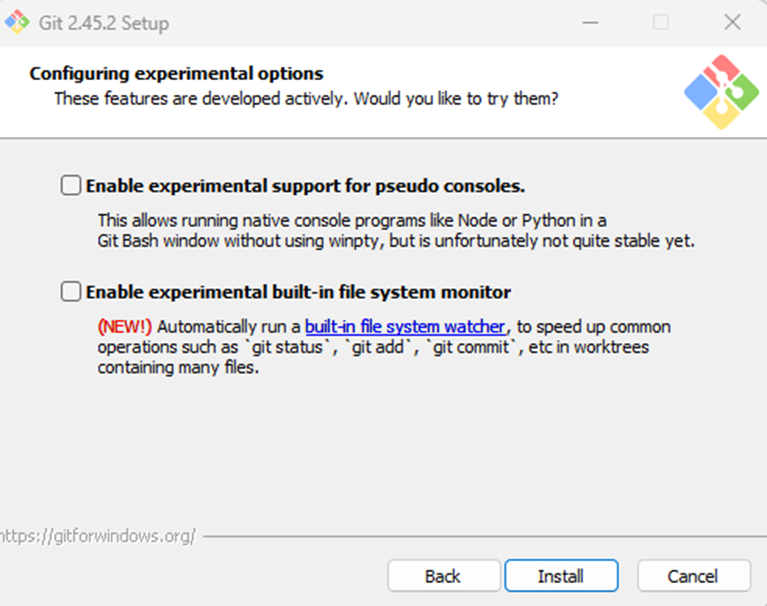 Git 2.45.2 Setup
Configuring experimental options
These features are developed actively. Would you like to try them?
Enable experimental support for pseudo consoles.
This allows running native console programs like Node or Python in a
Git Bash window without using winpty, but is unfortunately not quite stable yet.
Enable experimental built-in file system monitor
(NEW!) Automatically run a built-in file system watcher, to speed up common
operations such as `git status`, `git add`, `git commit`, etc in worktrees
containing many files.
https://gitforwindows.org/
Back Install Cancel